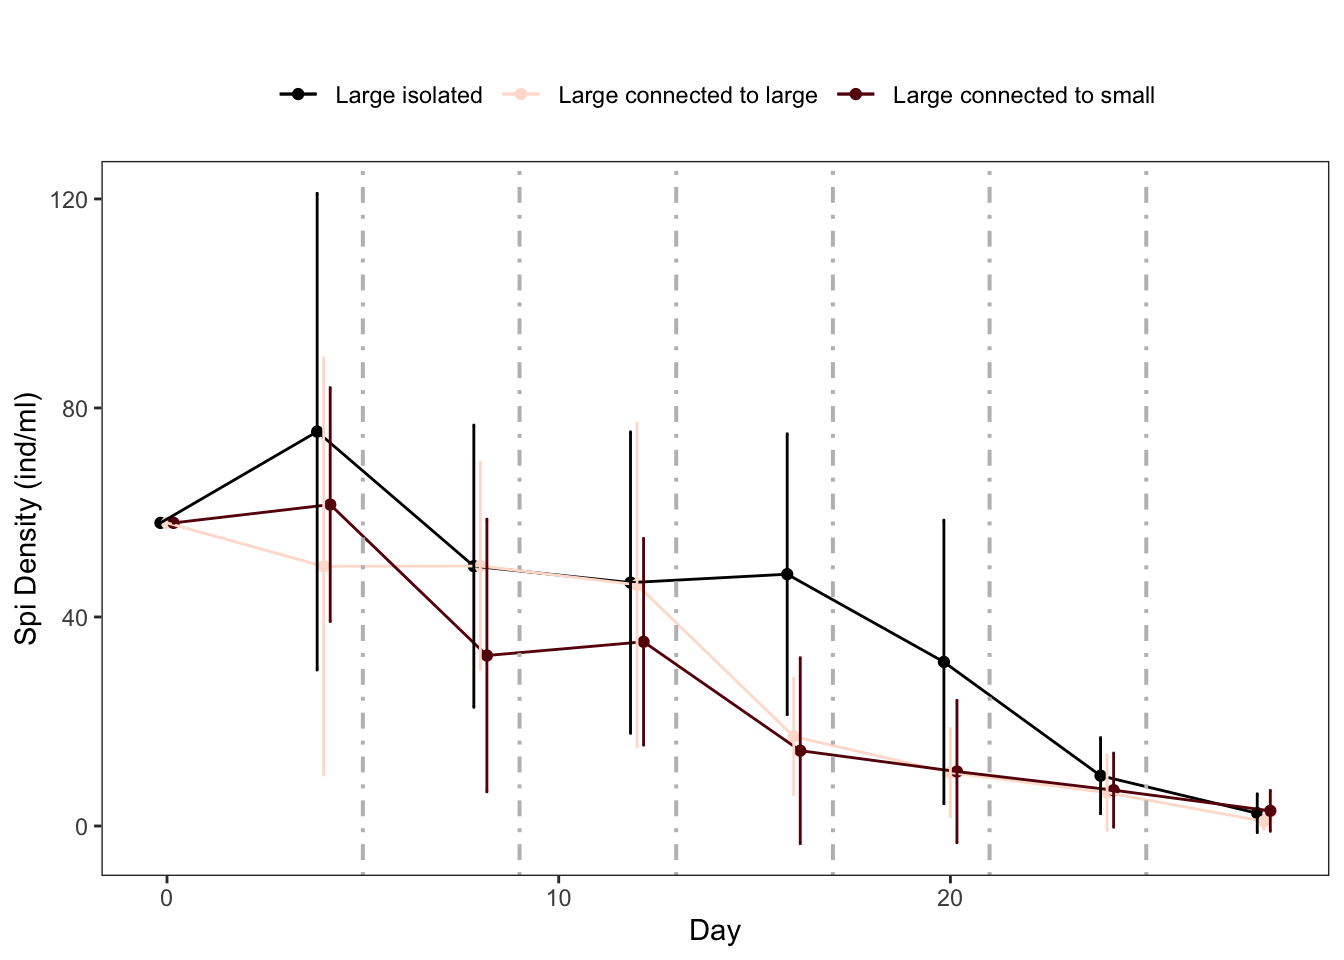 Large isolated Large connected to large Large connected to small
120
80
40
0
Spi Density (ind/ml)
0 10 20
Day